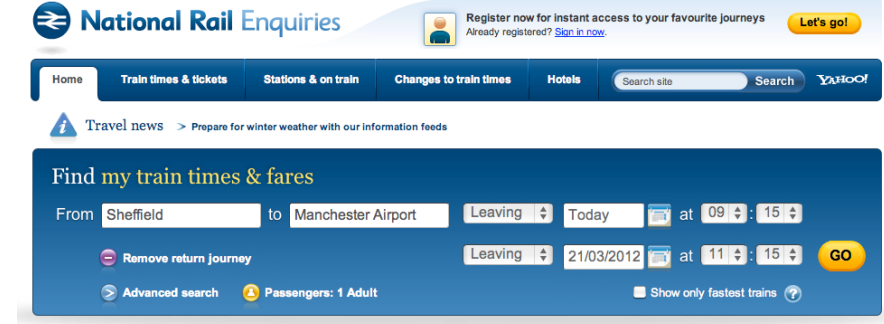 National Rail Enquiries
Register now for instant access to your favourite journeys
Already registered? Sign in now.
Let's go!
Home Train times & tickets Stations & on train Changes to train times Hotels Search site Search YAHOO!
i Travel news > Prepare for winter weather with our information feeds
Find my train times & fares
From Sheffield to Manchester Airport Leaving Today at 09 : 15
Remove return journey Leaving 21/03/2012 at 11 : 15 GO
Advanced search Passengers: 1 Adult Show only fastest trains ?